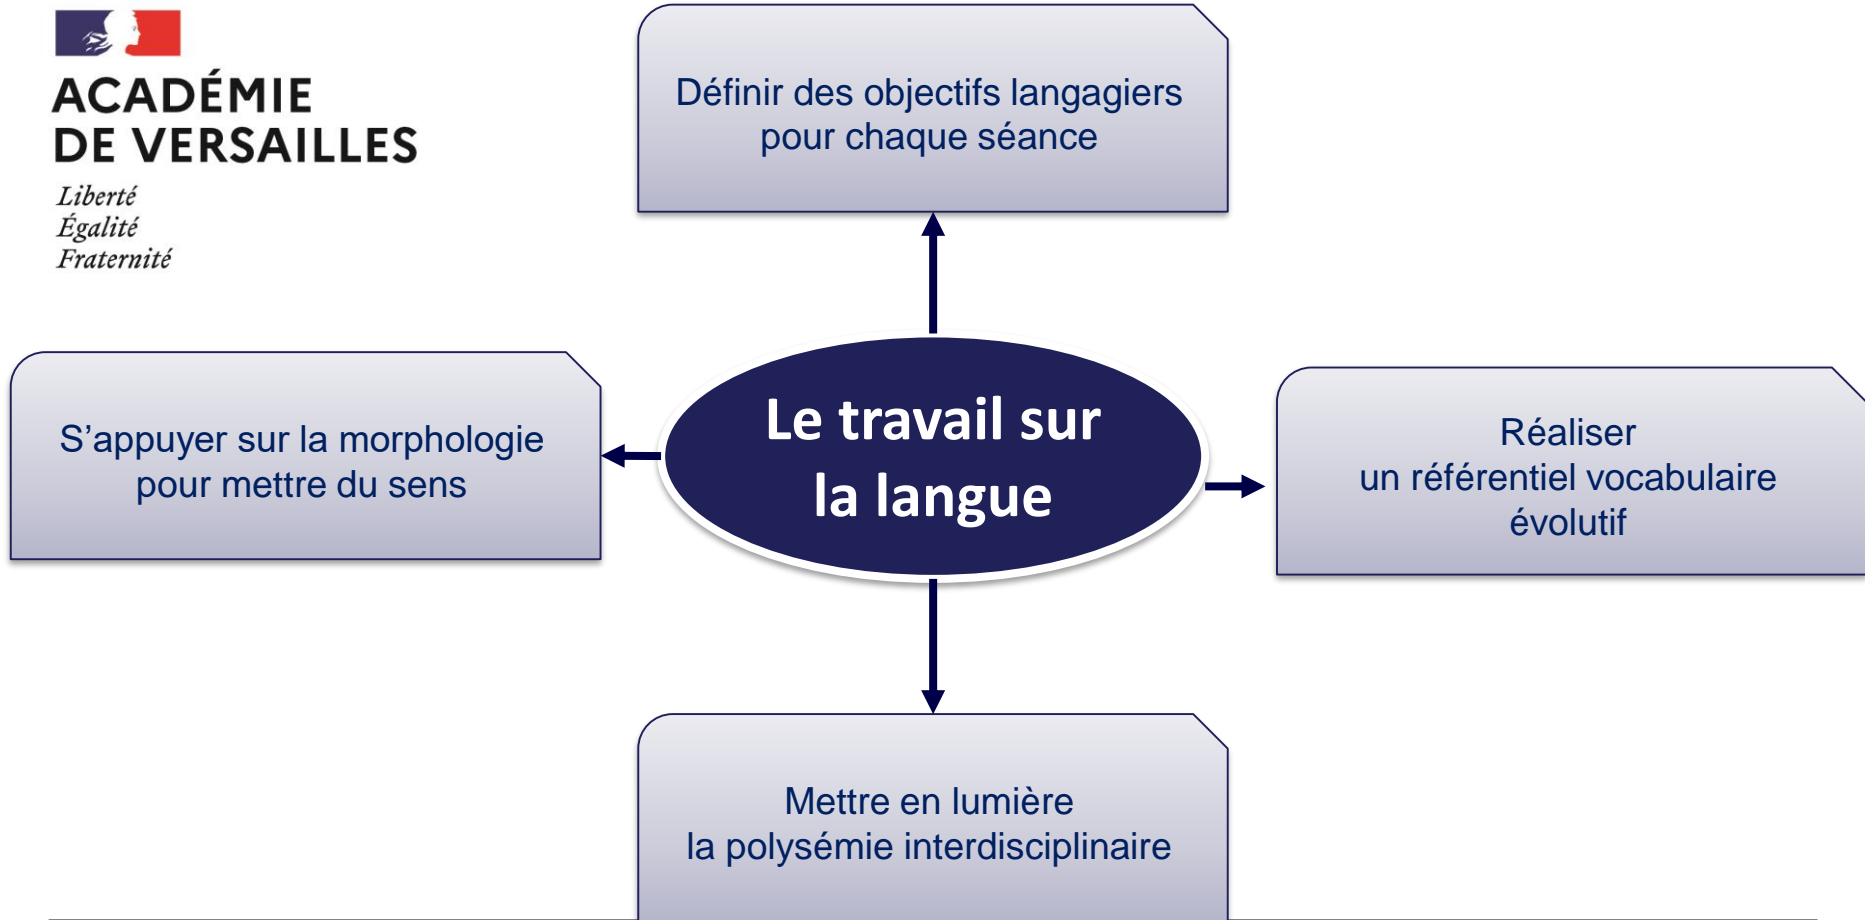 ACADÉMIE
DE VERSAILLES
Liberté
Égalité
Fraternité
Définir des objectifs langagiers
pour chaque séance
S’appuyer sur la morphologie
pour mettre du sens
Le travail sur
la langue
Réaliser
un référentiel vocabulaire
évolutif
Mettre en lumière
la polysémie interdisciplinaire